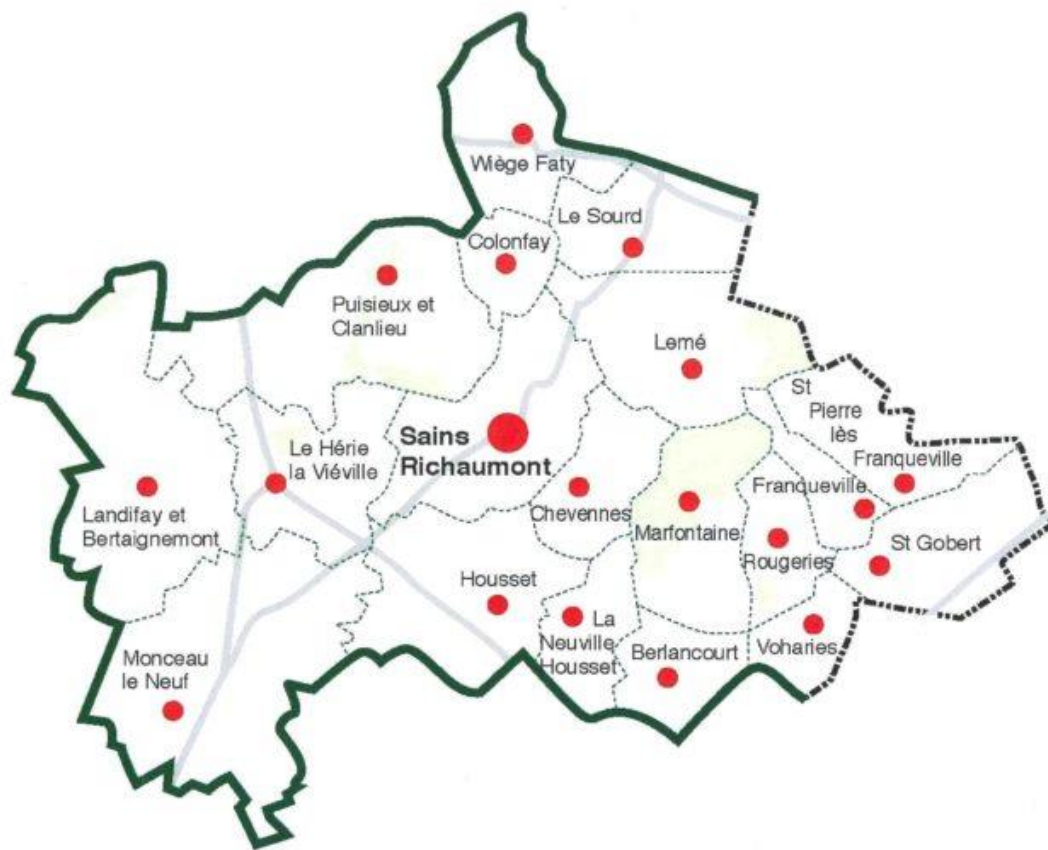 Wiège Faty
Le Sourd
Colonfay
Puisieux et
Clanlieu
Lemé
St
Pierre
lès
Franqueville
Sains
Richaumont
Le Hérie
la Viéville
Landifay et
Bertaignemont
Chevennes
Marfontaine
Franqueville
Rougeries
St Gobert
Housset
La
Neuville
Housset
Berlancourt
Voharies
Monceau
le Neuf